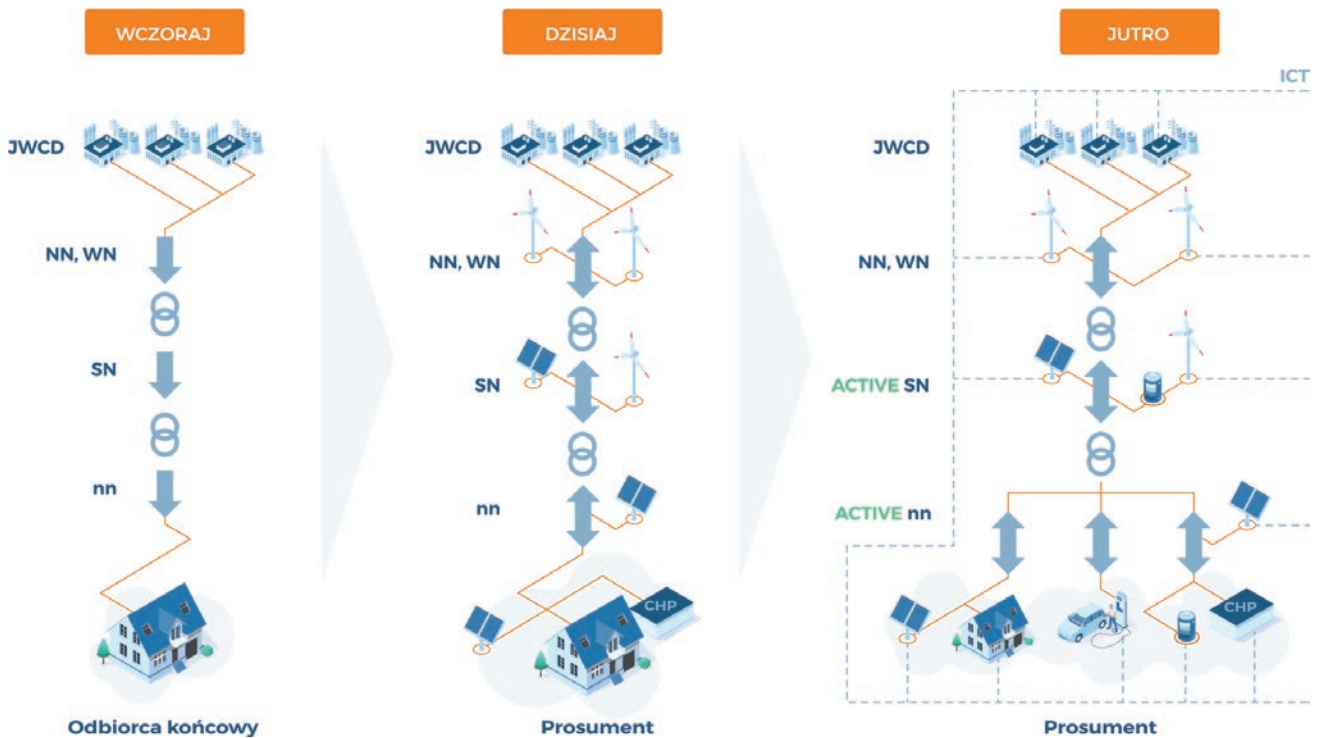 WCZORAJ
DZISIAJ
JUTRO
ICT
JWCD
JWCD
JWCD
NN, WN
NN, WN
NN, WN
SN
SN
ACTIVE SN
nn
nn
ACTIVE nn
CHP
CHP
Odbiorca końcowy
Prosument
Prosument